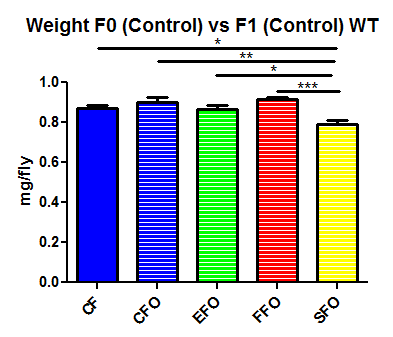 Weight F0 (Control) vs F1 (Control) WT
*
**
*
***
mg/fly
1.0
0.8
0.6
0.4
0.2
0.0
CF
CFO
EFO
FFO
SFO